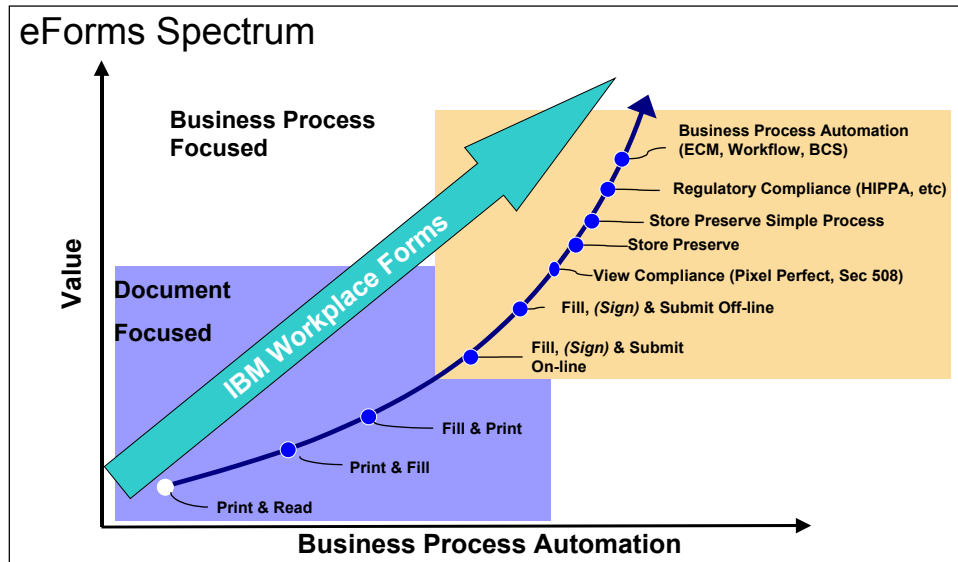 eForms Spectrum
Business Process
Focused
Business Process Automation
(ECM, Workflow, BCS)
Regulatory Compliance (HIPPA, etc)
Store Preserve Simple Process
Store Preserve
View Compliance (Pixel Perfect, Sec 508)
Fill, (Sign) & Submit Off-line
Fill, (Sign) & Submit
On-line
Fill & Print
Print & Fill
Print & Read
Document
Focused
IBM Workplace Forms
Value
Business Process Automation